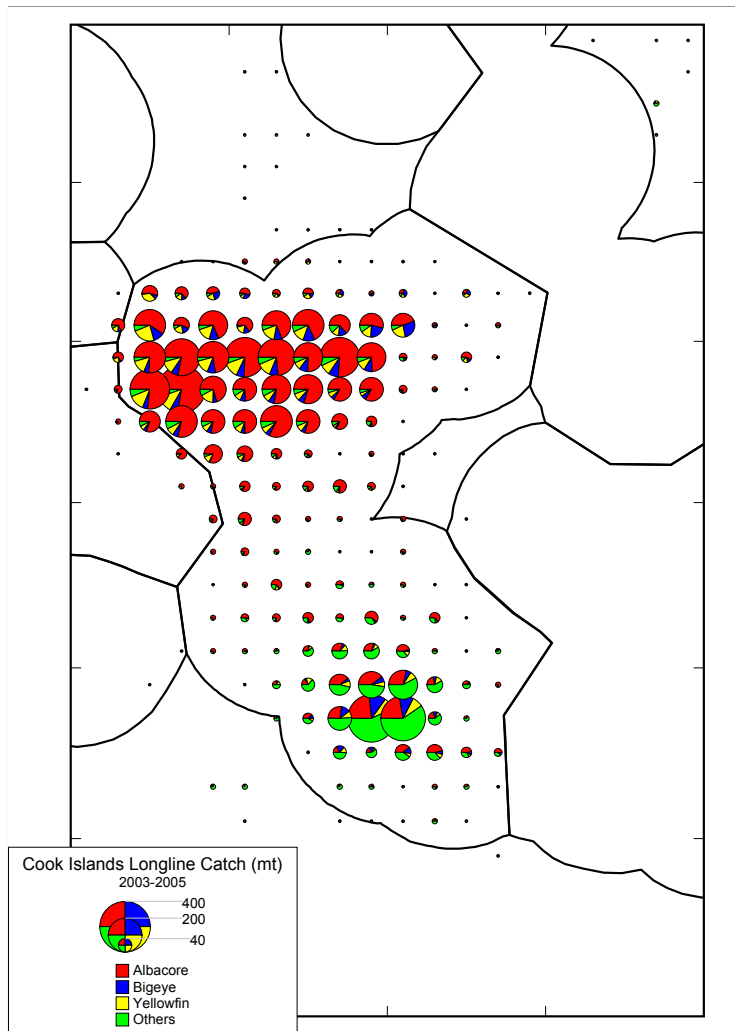 Cook Islands Longline Catch (mt)
2003-2005
400
200
40
Albacore
Bigeye
Yellowfin
Others